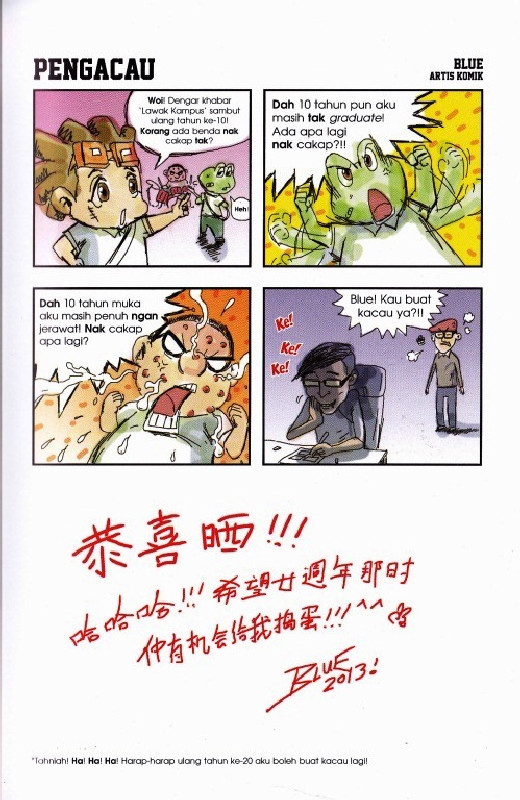 PENGACAU
BLUE
ARTIS KOMIK
Woi! Dengar khabar
'Lawak Kampus' sambut
ulang tahun ke-10!
Korang ada benda nak
cakap tak?
Heh!
Dah 10 tahun pun aku
masih tak graduate!
Ada apa lagi
nak cakap?!!
Dah 10 tahun muka
aku masih penuh ngan
jerawat! Nak cakap
apa lagi?
Ke!
Ke!
Ke!
Blue! Kau buat
kacau ya?!!
恭喜晒!!!
哈哈哈!!! 希望廿週年那时
仲有机会给我捣蛋!!! ^^
BLUE
2013!
*Tahniah! Ha! Ha! Ha! Harap-harap ulang tahun ke-20 aku boleh buat kacau lagi!